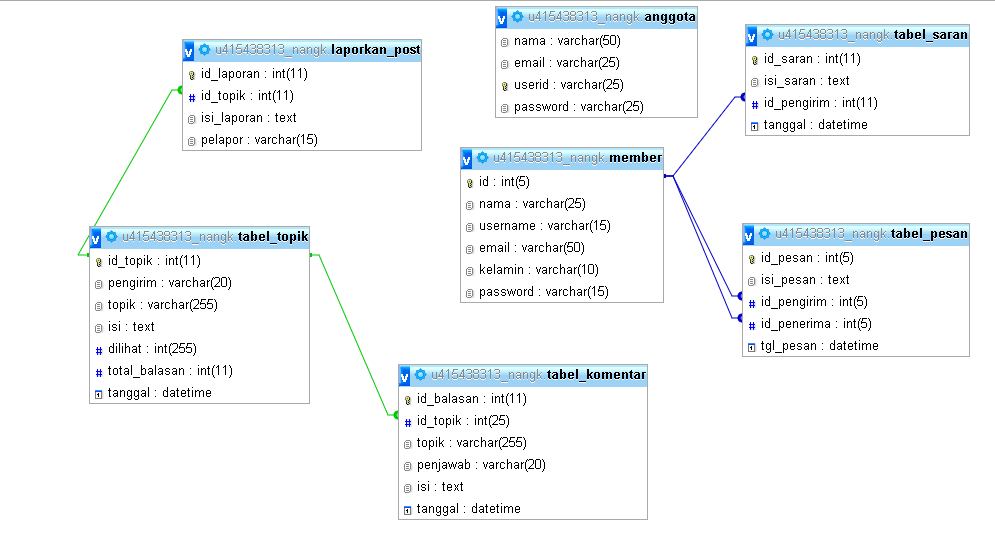 u415438313_nangk.laporkan_post
id_laporan : int(11)
id_topik : int(11)
isi_laporan : text
pelapor : varchar(15)
u415438313_nangk.anggota
nama : varchar(50)
email : varchar(25)
userid : varchar(25)
password : varchar(25)
u415438313_nangk.tabel_saran
id_saran : int(11)
isi_saran : text
id_pengirim : int(11)
tanggal : datetime
u415438313_nangk.member
id : int(5)
nama : varchar(25)
username : varchar(15)
email : varchar(50)
kelamin : varchar(10)
password : varchar(15)
u415438313_nangk.tabel_topik
id_topik : int(11)
pengirim : varchar(20)
topik : varchar(255)
isi : text
dilihat : int(255)
total_balasan : int(11)
tanggal : datetime
u415438313_nangk.tabel_pesan
id_pesan : int(5)
isi_pesan : text
id_pengirim : int(5)
id_penerima : int(5)
tgl_pesan : datetime
u415438313_nangk.tabel_komentar
id_balasan : int(11)
id_topik : int(25)
topik : varchar(255)
penjawab : varchar(20)
isi : text
tanggal : datetime